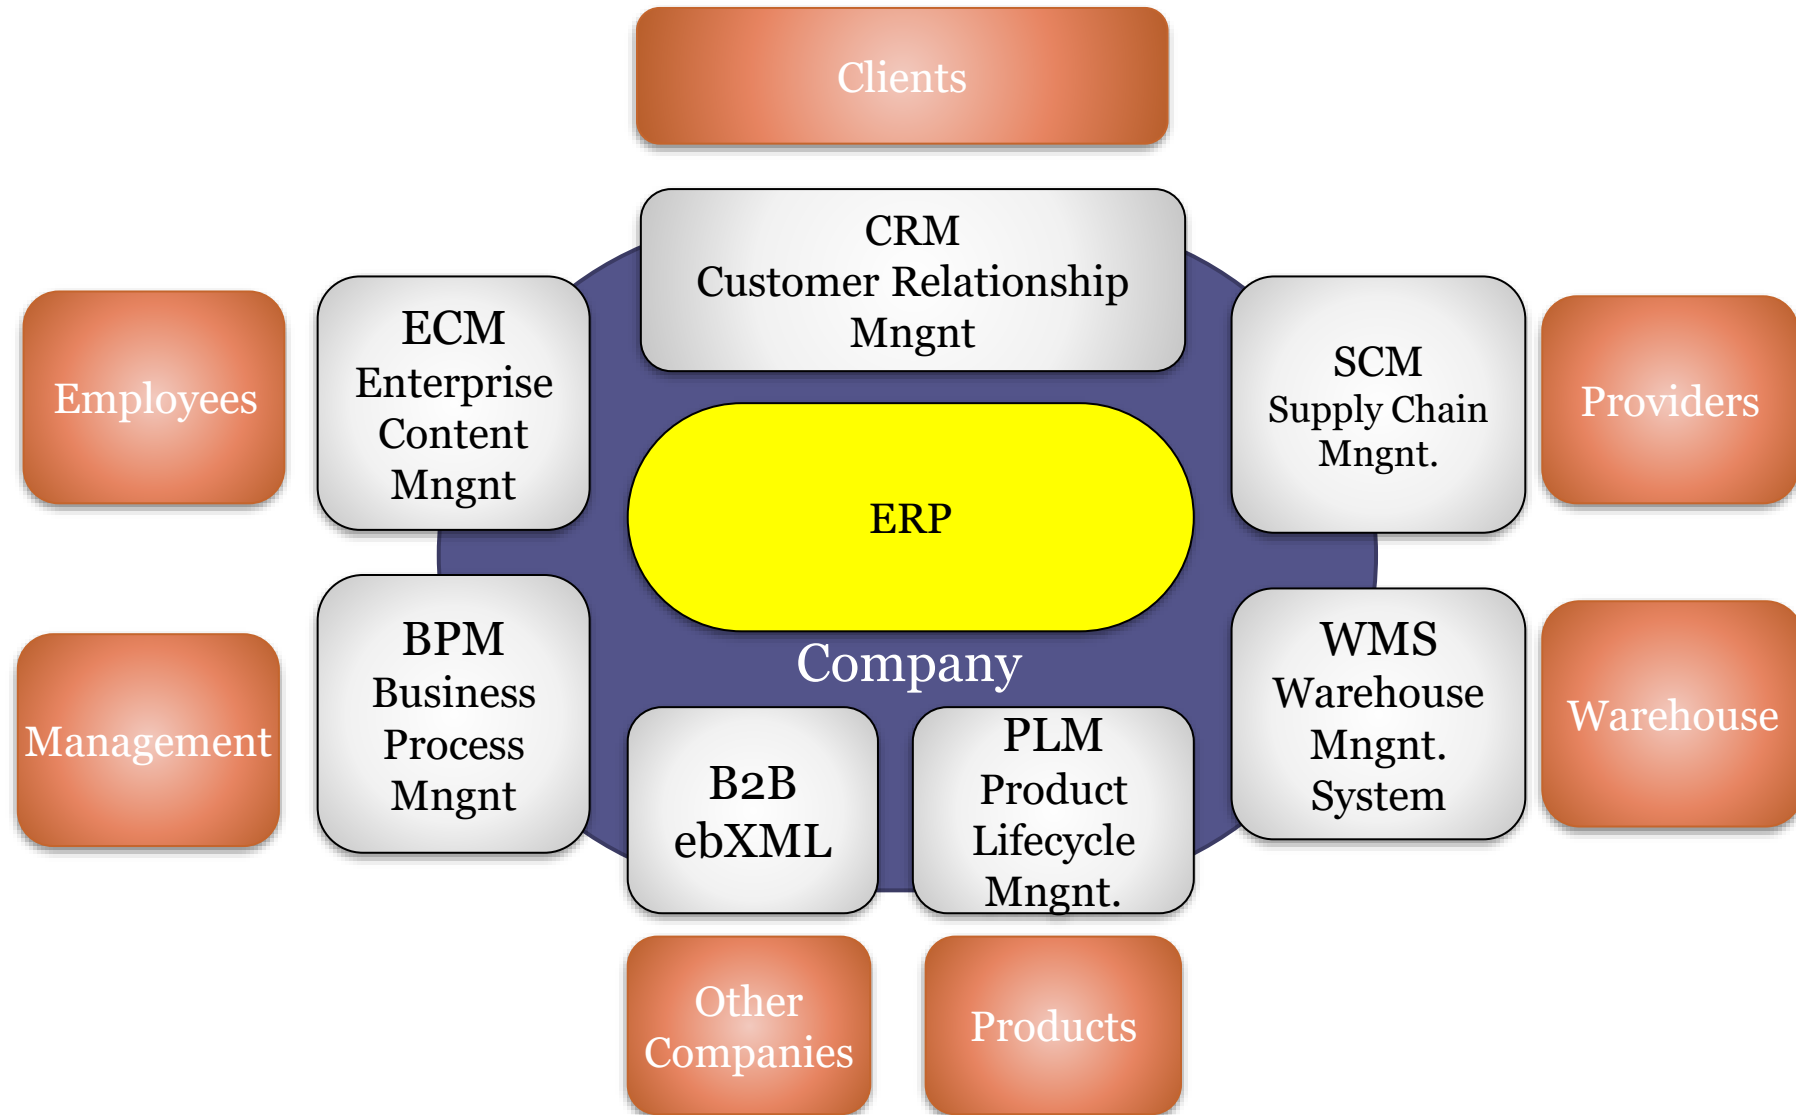 Clients
CRM
Customer Relationship
Mngnt
Employees
ECM
Enterprise
Content
Mngnt
SCM
Supply Chain
Mngnt.
Providers
ERP
Company
Management
BPM
Business
Process
Mngnt
B2B
ebXML
PLM
Product
Lifecycle
Mngnt.
WMS
Warehouse
Mngnt.
System
Warehouse
Other
Companies
Products